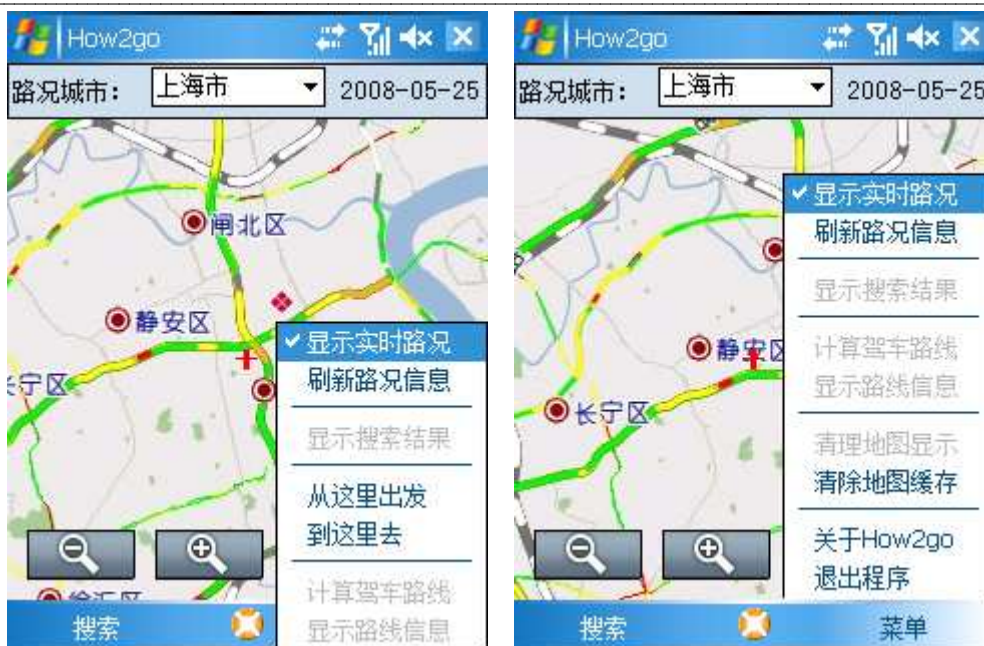 How2go
路况城市： 上海市 2008-05-25
闸北区
静安区
长宁区
徐汇区
显示实时路况
刷新路况信息
显示搜索结果
从这里出发
到这里去
计算驾车路线
显示路线信息
搜索
How2go
路况城市： 上海市 2008-05-25
静安区
长宁区
显示实时路况
刷新路况信息
显示搜索结果
计算驾车路线
显示路线信息
清理地图显示
清除地图缓存
关于How2go
退出程序
搜索 菜单